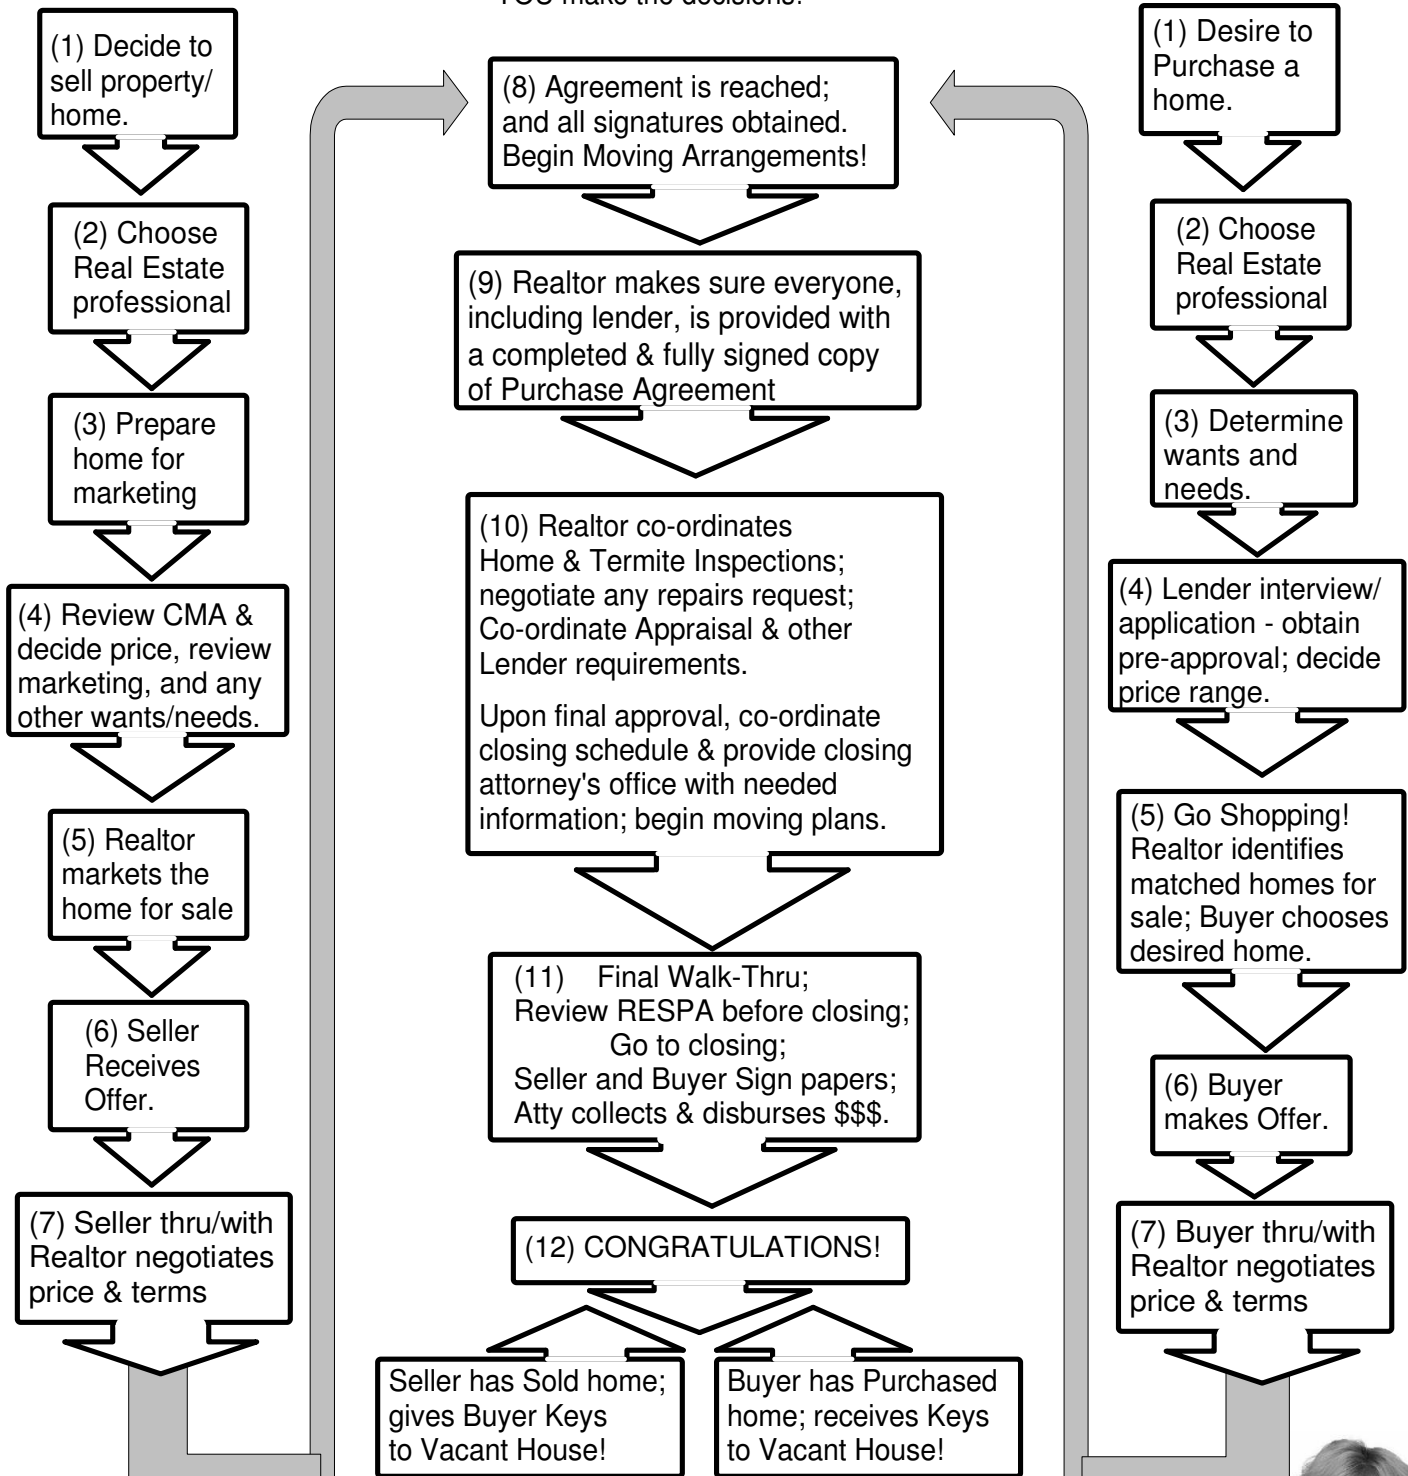 YOU make the decisions!
(1) Decide to
sell property/
home.
(2) Choose
Real Estate
professional
(3) Prepare
home for
marketing
(4) Review CMA &
decide price, review
marketing, and any
other wants/needs.
(5) Realtor
markets the
home for sale
(6) Seller
Receives
Offer.
(7) Seller thru/with
Realtor negotiates
price & terms
(8) Agreement is reached;
and all signatures obtained.
Begin Moving Arrangements!
(9) Realtor makes sure everyone,
including lender, is provided with
a completed & fully signed copy
of Purchase Agreement
(10) Realtor co-ordinates
Home & Termite Inspections;
negotiate any repairs request;
Co-ordinate Appraisal & other
Lender requirements.
Upon final approval, co-ordinate
closing schedule & provide closing
attorney's office with needed
information; begin moving plans.
(11) Final Walk-Thru;
Review RESPA before closing;
Go to closing;
Seller and Buyer Sign papers;
Atty collects & disburses $$$.
(12) CONGRATULATIONS!
Seller has Sold home;
gives Buyer Keys
to Vacant House!
Buyer has Purchased
home; receives Keys
to Vacant House!
(1) Desire to
Purchase a
home.
(2) Choose
Real Estate
professional
(3) Determine
wants and
needs.
(4) Lender interview/
application - obtain
pre-approval; decide
price range.
(5) Go Shopping!
Realtor identifies
matched homes for
sale; Buyer chooses
desired home.
(6) Buyer
makes Offer.
(7) Buyer thru/with
Realtor negotiates
price & terms